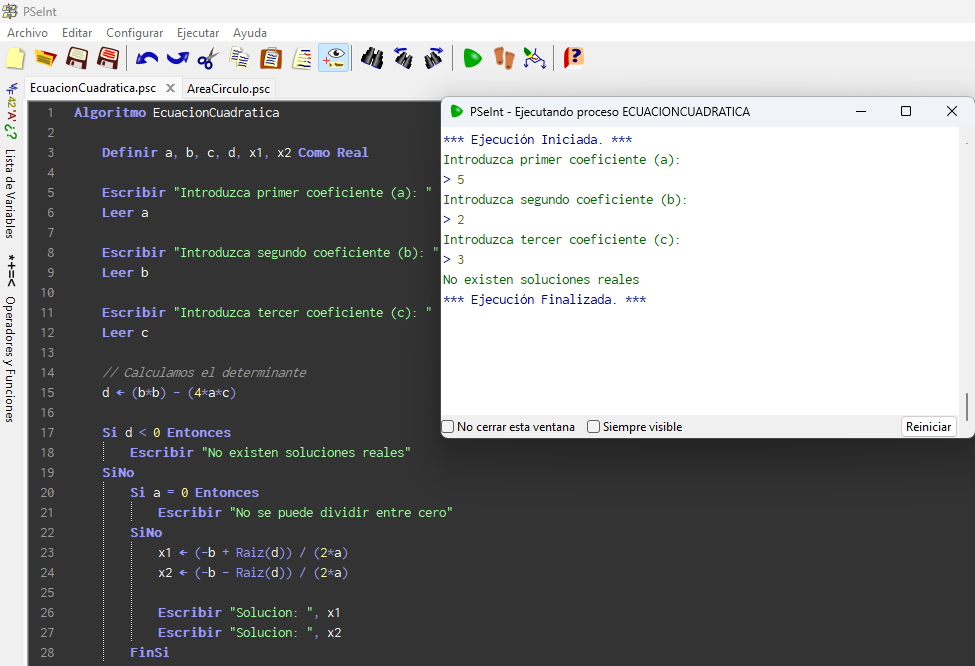 PSeInt
Archivo Editar Configurar Ejecutar Ayuda
EcuacionCuadratica.psc X AreaCirculo.psc
Lista de Variables
*+=<
Operadores y Funciones
1 Algoritmo EcuacionCuadratica
2
3 Definir a, b, c, d, x1, x2 Como Real
4
5 Escribir "Introduzca primer coeficiente (a): "
6 Leer a
7
8 Escribir "Introduzca segundo coeficiente (b): "
9 Leer b
10
11 Escribir "Introduzca tercer coeficiente (c): "
12 Leer c
13
14 // Calculamos el determinante
15 d ← (b*b) - (4*a*c)
16
17 Si d < 0 Entonces
18 Escribir "No existen soluciones reales"
19 SiNo
20 Si a = 0 Entonces
21 Escribir "No se puede dividir entre cero"
22 SiNo
23 x1 ← (-b + Raiz(d)) / (2*a)
24 x2 ← (-b - Raiz(d)) / (2*a)
25
26 Escribir "Solucion: ", x1
27 Escribir "Solucion: ", x2
28 FinSi
PSeInt - Ejecutando proceso ECUACIONCUADRATICA
*** Ejecución Iniciada. ***
Introduzca primer coeficiente (a):
> 5
Introduzca segundo coeficiente (b):
> 2
Introduzca tercer coeficiente (c):
> 3
No existen soluciones reales
*** Ejecución Finalizada. ***
No cerrar esta ventana Siempre visible Reiniciar